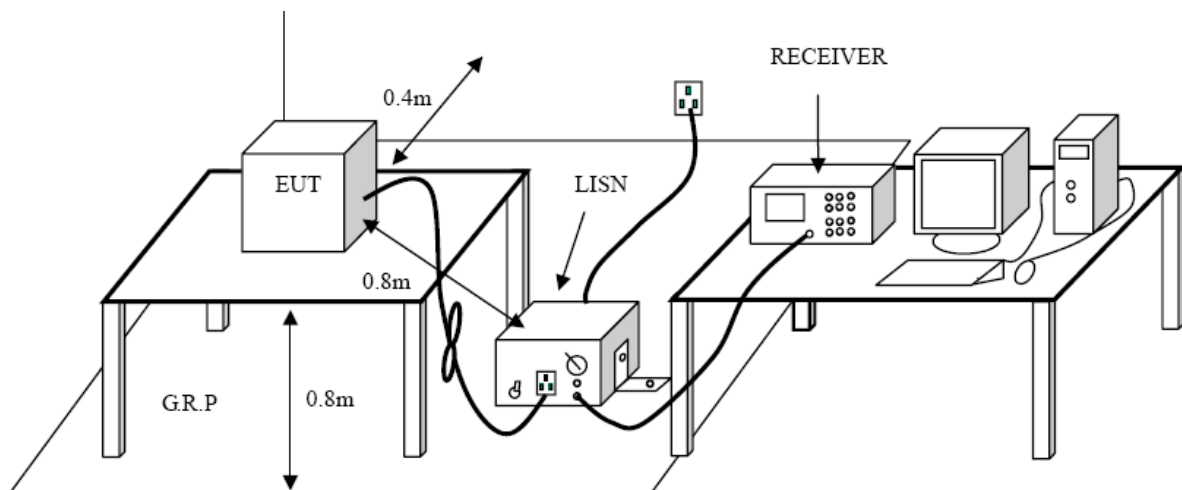 RECEIVER
0.4m
EUT
LISN
0.8m
G.R.P
0.8m